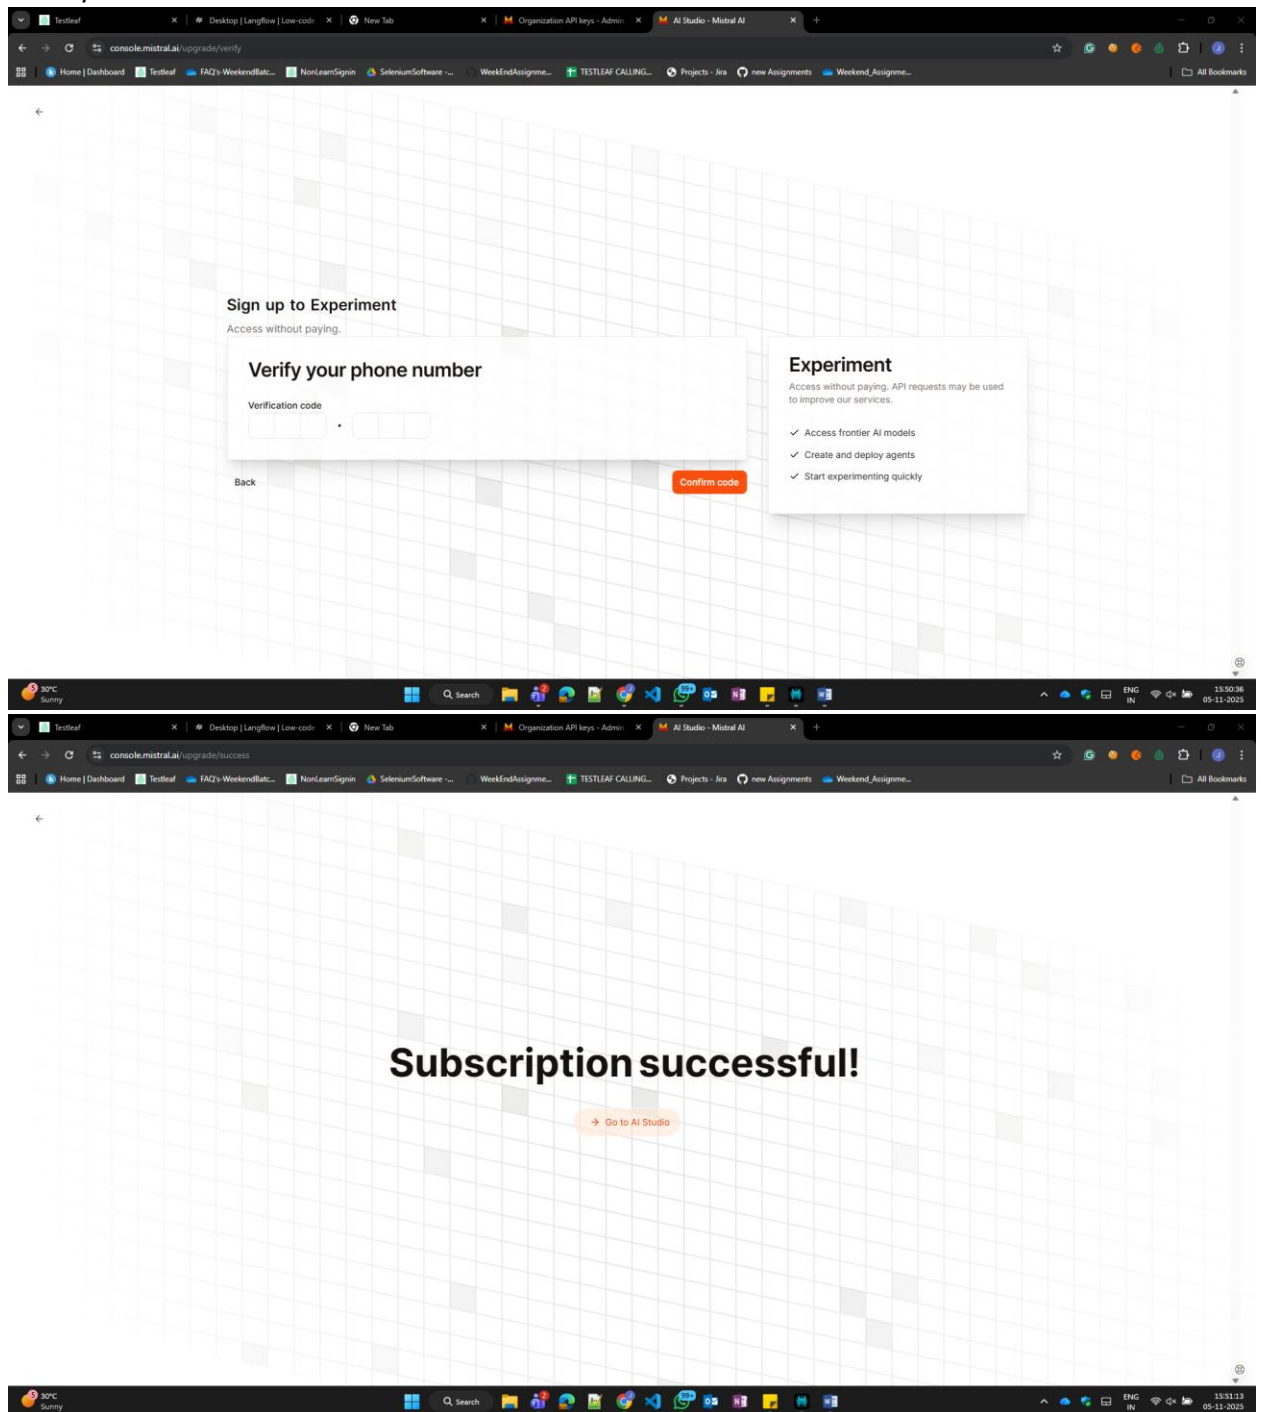 Testleaf
Desktop | Langflow | Low-code
New Tab
Organization API keys - Admin
AI Studio - Mistral AI
console.mistral.ai/upgrade/verify
Home | Dashboard
Testleaf
FAQ's-WeekendBatc...
NonLearnSignin
SeleniumSoftware -...
WeekEndAssignme...
TESTLEAF CALLING...
Projects - Jira
new Assignments
Weekend_Assignme...
All Bookmarks
Sign up to Experiment
Access without paying.
Verify your phone number
Verification code
Back
Confirm code
Experiment
Access without paying. API requests may be used
to improve our services.
Access frontier AI models
Create and deploy agents
Start experimenting quickly
30°C
Sunny
Search
99+
ENG
IN
15:50:36
05-11-2025
Testleaf
Desktop | Langflow | Low-code
New Tab
Organization API keys - Admin
AI Studio - Mistral AI
console.mistral.ai/upgrade/success
Home | Dashboard
Testleaf
FAQ's-WeekendBatc...
NonLearnSignin
SeleniumSoftware -...
WeekEndAssignme...
TESTLEAF CALLING...
Projects - Jira
new Assignments
Weekend_Assignme...
All Bookmarks
Subscription successful!
Go to AI Studio
30°C
Sunny
Search
99+
ENG
IN
15:51:13
05-11-2025